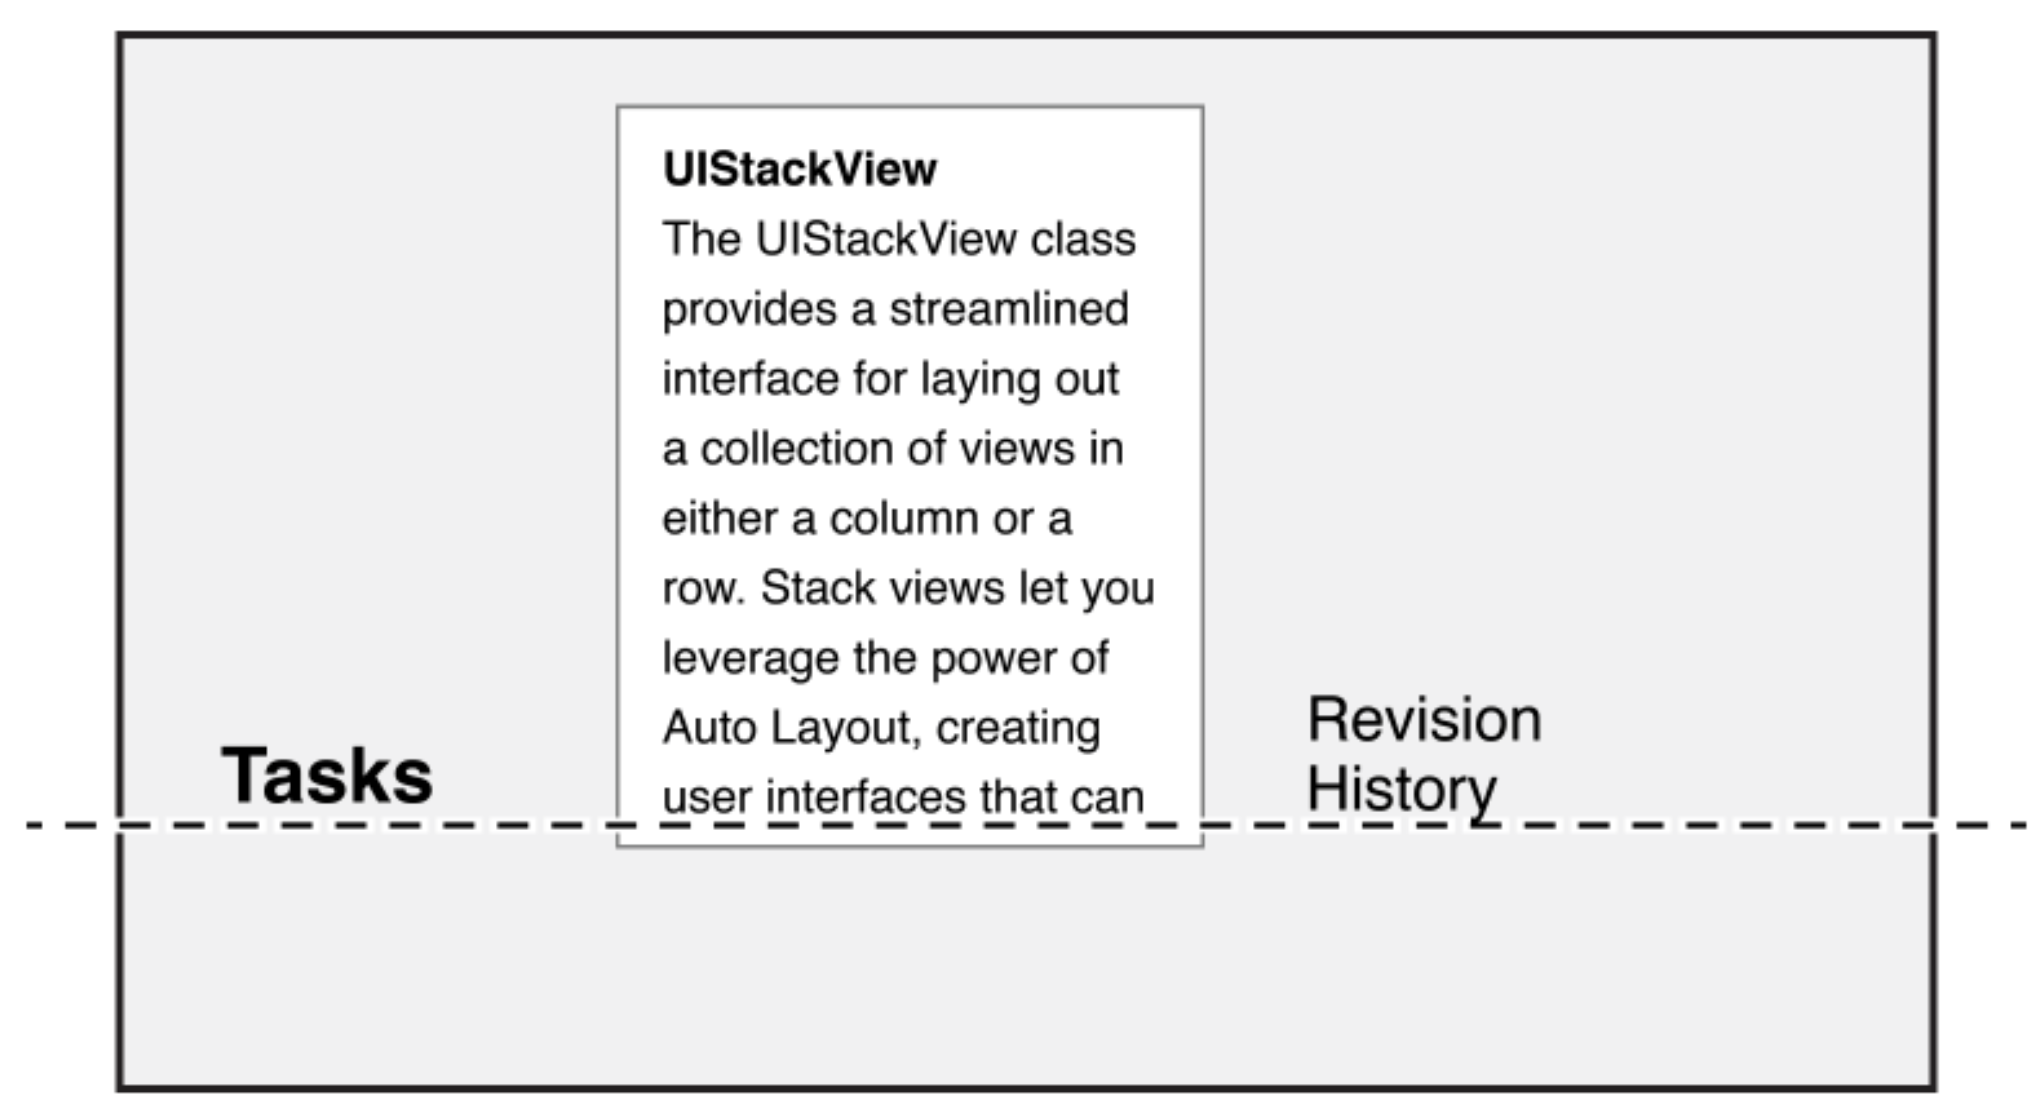 Tasks
UIStackView
The UIStackView class
provides a streamlined
interface for laying out
a collection of views in
either a column or a
row. Stack views let you
leverage the power of
Auto Layout, creating
user interfaces that can
Revision
History